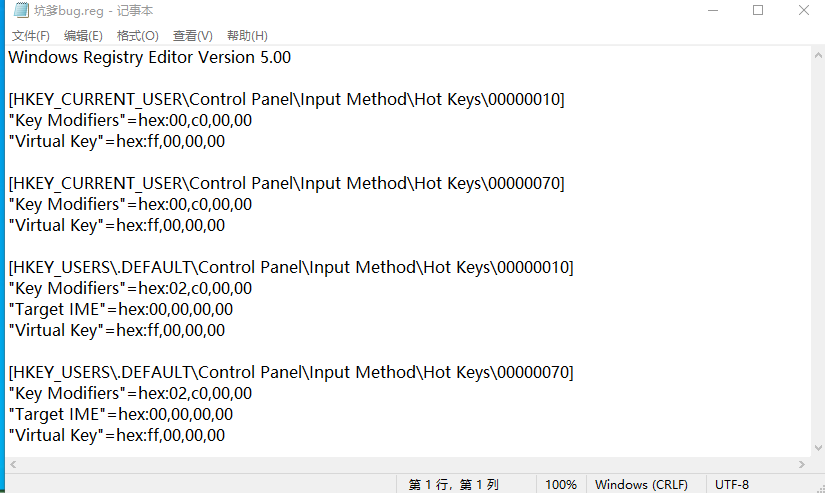 坑爹bug.reg - 记事本
文件(F) 编辑(E) 格式(O) 查看(V) 帮助(H)
Windows Registry Editor Version 5.00
[HKEY_CURRENT_USER\Control Panel\Input Method\Hot Keys\00000010]
"Key Modifiers"=hex:00,c0,00,00
"Virtual Key"=hex:ff,00,00,00
[HKEY_CURRENT_USER\Control Panel\Input Method\Hot Keys\00000070]
"Key Modifiers"=hex:00,c0,00,00
"Virtual Key"=hex:ff,00,00,00
[HKEY_USERS\.DEFAULT\Control Panel\Input Method\Hot Keys\00000010]
"Key Modifiers"=hex:02,c0,00,00
"Target IME"=hex:00,00,00,00
"Virtual Key"=hex:ff,00,00,00
[HKEY_USERS\.DEFAULT\Control Panel\Input Method\Hot Keys\00000070]
"Key Modifiers"=hex:02,c0,00,00
"Target IME"=hex:00,00,00,00
"Virtual Key"=hex:ff,00,00,00
第 1 行，第 1 列 100% Windows (CRLF) UTF-8